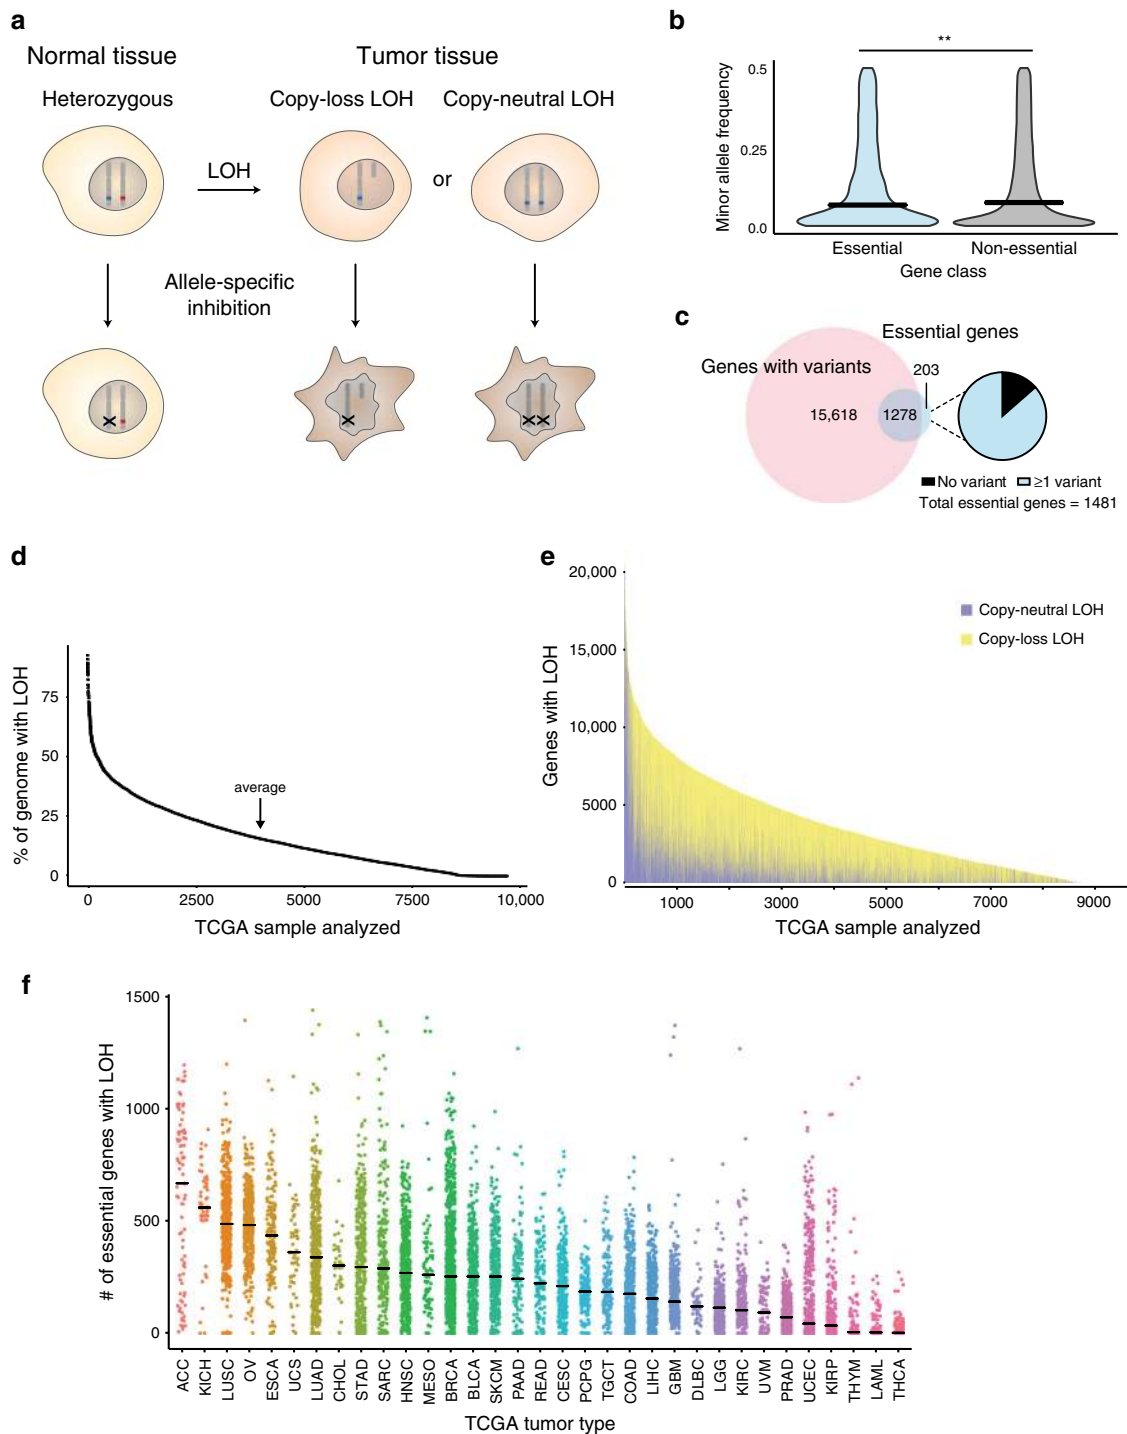 a
Normal tissue
Tumor tissue
Heterozygous
Copy-loss LOH
Copy-neutral LOH
LOH
or
Allele-specific
inhibition
b
**
Minor allele frequency
0.5
0.25
0.0
Essential
Non-essential
Gene class
c
Essential genes
Genes with variants
203
15,618
1278
No variant
≥1 variant
Total essential genes = 1481
d
% of genome with LOH
75
50
25
0
average
0
2500
5000
7500
10,000
TCGA sample analyzed
e
Genes with LOH
20,000
15,000
10,000
5000
0
Copy-neutral LOH
Copy-loss LOH
1000
3000
5000
7000
9000
TCGA sample analyzed
f
# of essential genes with LOH
1500
1000
500
0
ACC
KICH
LUSC
OV
ESCA
UCS
LUAD
CHOL
STAD
SARC
HNSC
MESO
BRCA
BLCA
SKCM
PAAD
READ
CESC
PCPG
TGCT
COAD
LIHC
GBM
DLBC
LGG
KIRC
UVM
PRAD
UCEC
KIRP
THYM
LAML
THCA
TCGA tumor type